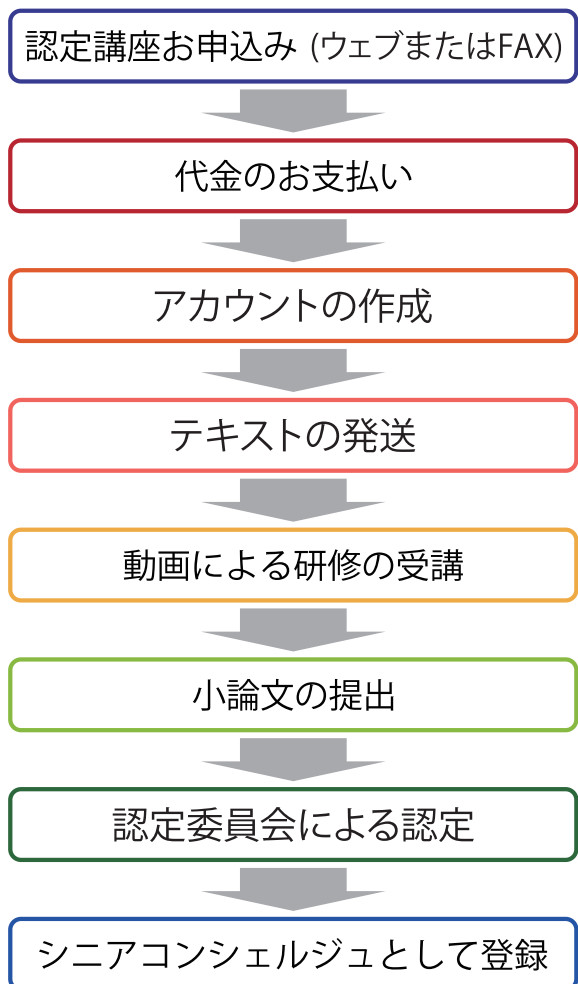 認定講座お申込み (ウェブまたはFAX)
代金のお支払い
アカウントの作成
テキストの発送
動画による研修の受講
小論文の提出
認定委員会による認定
シニアコンシェルジュとして登録